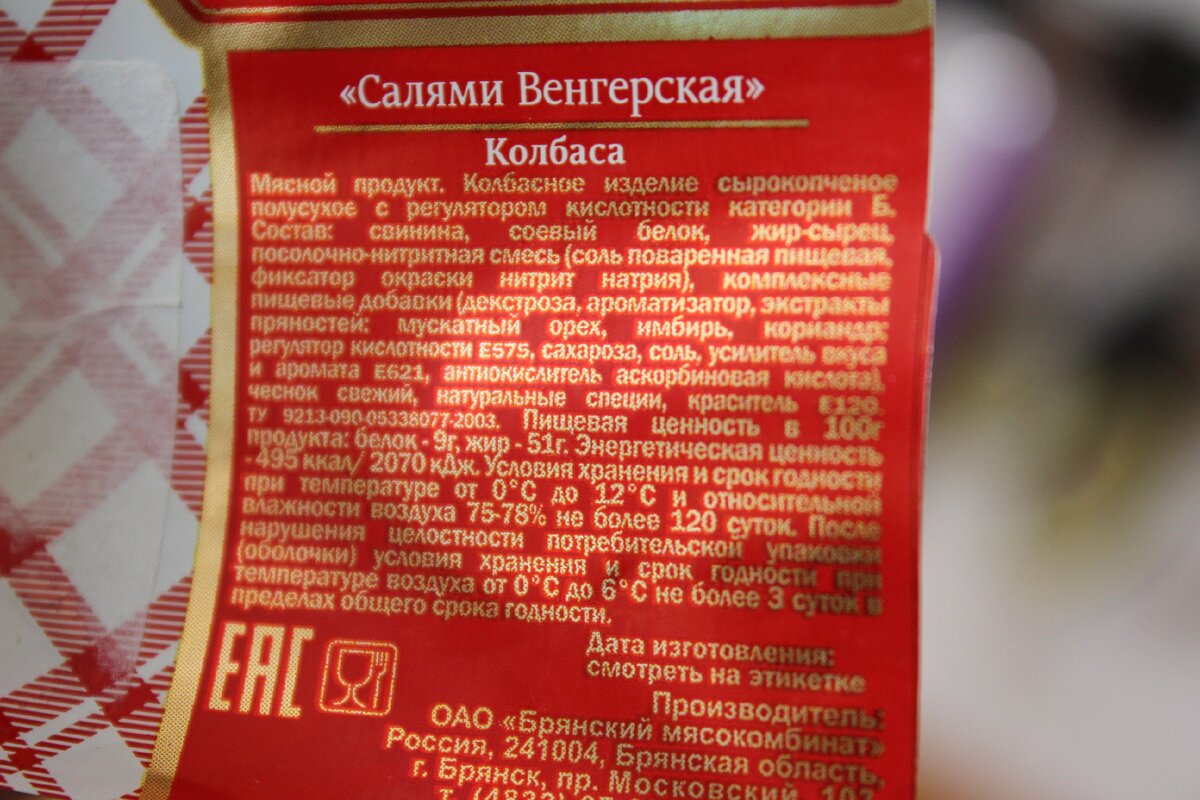 «Салями Венгерская»
Колбаса
Мясной продукт. Колбасное изделие сырокопченое
полусухое с регулятором кислотности категории Б.
Состав: свинина, соевый белок, жир-сырец,
посолочно-нитритная смесь (соль поваренная пищевая,
фиксатор окраски нитрит натрия), комплексные
пищевые добавки (декстроза, ароматизатор, экстракты
пряностей: мускатный орех, имбирь, кориандр;
регулятор кислотности Е575, сахароза, соль, усилитель вкуса
и аромата Е621, антиокислитель аскорбиновая кислота),
чеснок свежий, натуральные специи, краситель Е120.
ТУ 9213-090-05338077-2003. Пищевая ценность в 100г
продукта: белок - 9г, жир - 51г. Энергетическая ценность
- 495 ккал/ 2070 кДж. Условия хранения и срок годности
при температуре от 0°С до 12°С и относительной
влажности воздуха 75-78% не более 120 суток. После
нарушения целостности потребительской упаковки
(оболочки) условия хранения и срок годности при
температуре воздуха от 0°С до 6°С не более 3 суток в
пределах общего срока годности.
ЕАС
Дата изготовления:
смотреть на этикетке
Производитель:
ОАО «Брянский мясокомбинат»
Россия, 241004, Брянская область,
г. Брянск, пр. Московский, 103